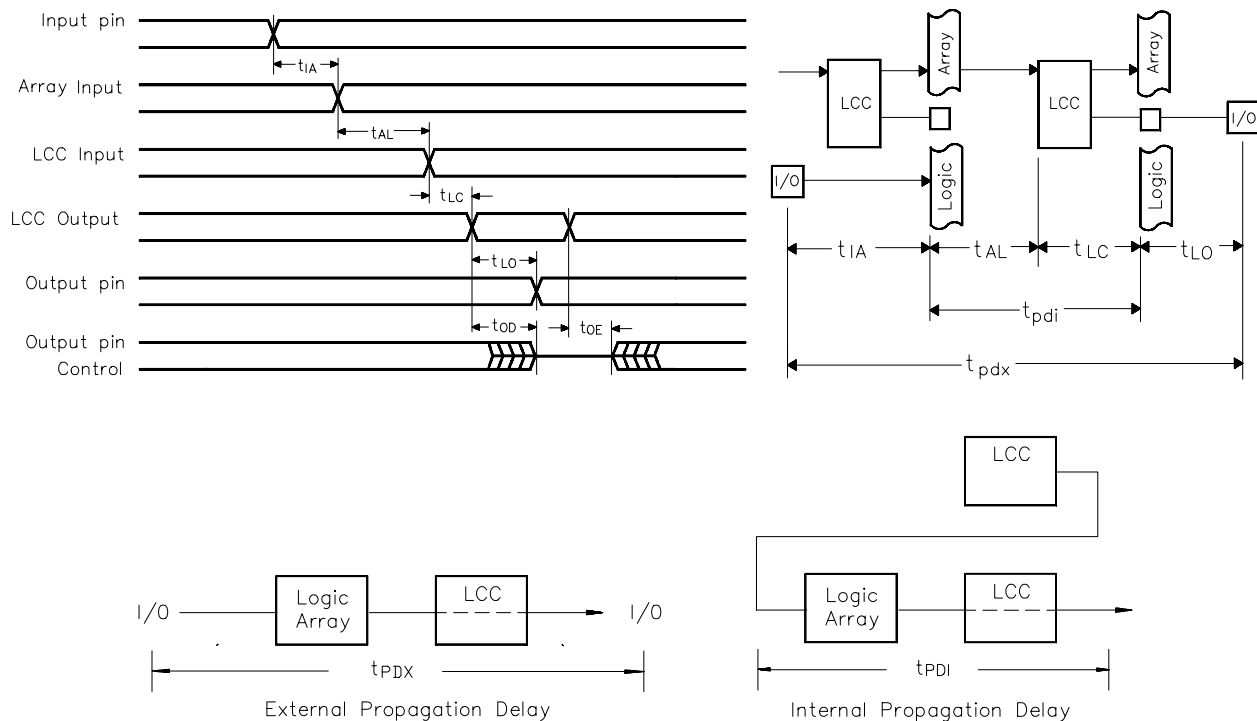 Input pin
tIA
Array Input
tAL
LCC Input
tLC
LCC Output
tLO
Output pin
tOD
tOE
Output pin
Control
LCC
Array
LCC
Array
I/O
I/O
Logic
Logic
tIA
tAL
tLC
tLO
tpdi
tpdx
LCC
I/O
Logic
Array
LCC
I/O
tPDX
External Propagation Delay
Logic
Array
LCC
tPDI
Internal Propagation Delay